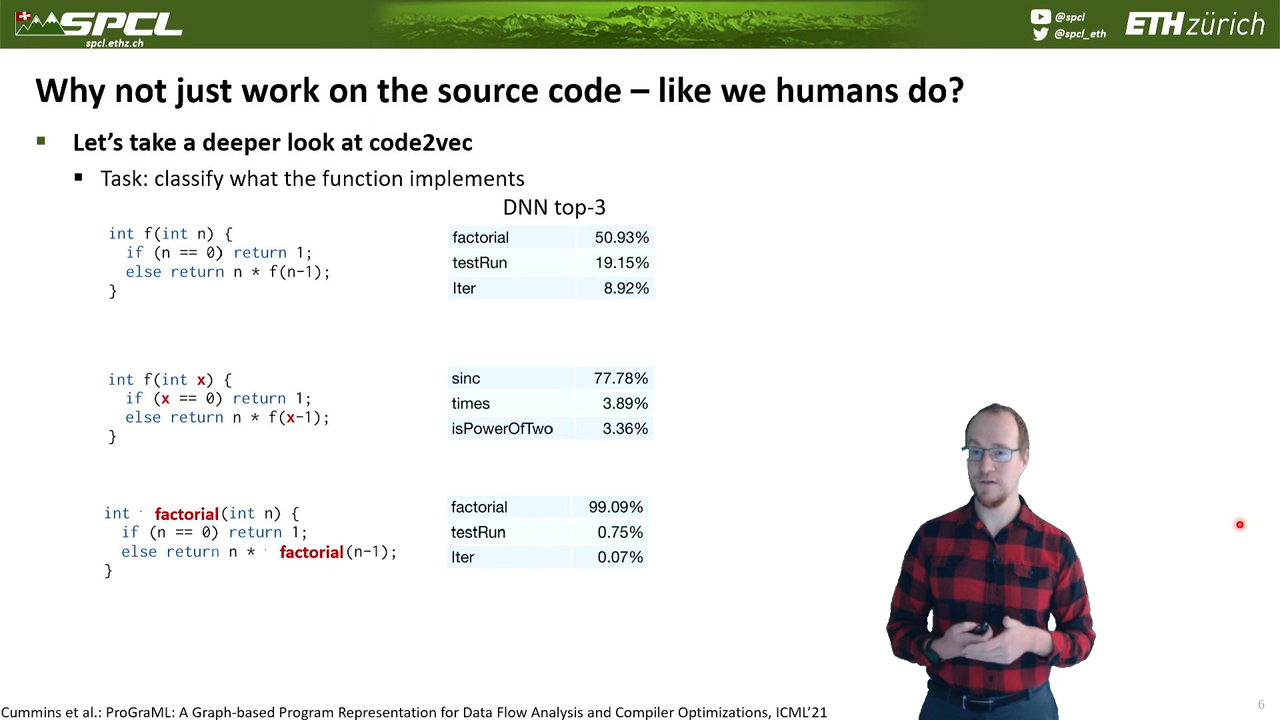 SPCL
spcl.ethz.ch
@spcl
@spcl_eth
ETH zürich
Why not just work on the source code – like we humans do?
Let's take a deeper look at code2vec
Task: classify what the function implements
DNN top-3
int f(int n) {
if (n == 0) return 1;
else return n * f(n-1);
}
factorial 50.93%
testRun 19.15%
Iter 8.92%
int f(int x) {
if (x == 0) return 1;
else return n * f(x-1);
}
sinc 77.78%
times 3.89%
isPowerOfTwo 3.36%
int factorial(int n) {
if (n == 0) return 1;
else return n * factorial(n-1);
}
factorial 99.09%
testRun 0.75%
Iter 0.07%
Cummins et al.: ProGraML: A Graph-based Program Representation for Data Flow Analysis and Compiler Optimizations, ICML'21
6